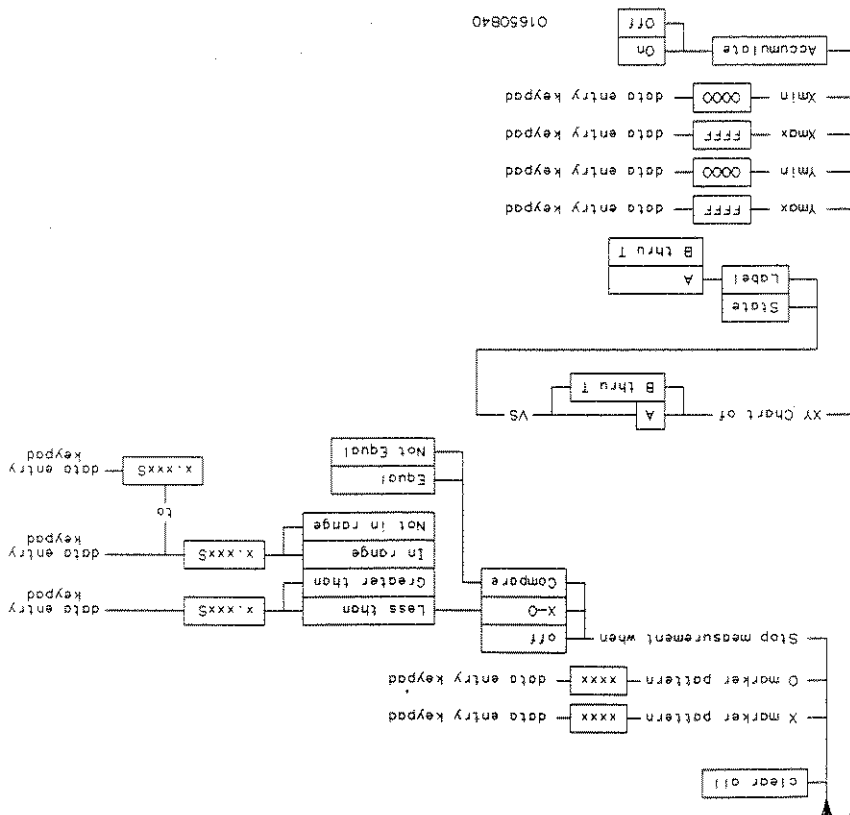 clear all
X marker pattern xxxx data entry keypad
O marker pattern xxxx data entry keypad
Stop measurement when off
X-O Less than x.xxxS data entry keypad
Compare Greater than
In range x.xxxS data entry keypad
Not in range
to
Equal x.xxxS data entry keypad
Not Equal
XY Chart of A VS
B thru T
State
Label A
B thru T
Ymax FFFF data entry keypad
Ymin 0000 data entry keypad
Xmax FFFF data entry keypad
Xmin 0000 data entry keypad
Accumulate On
Off
01650B40